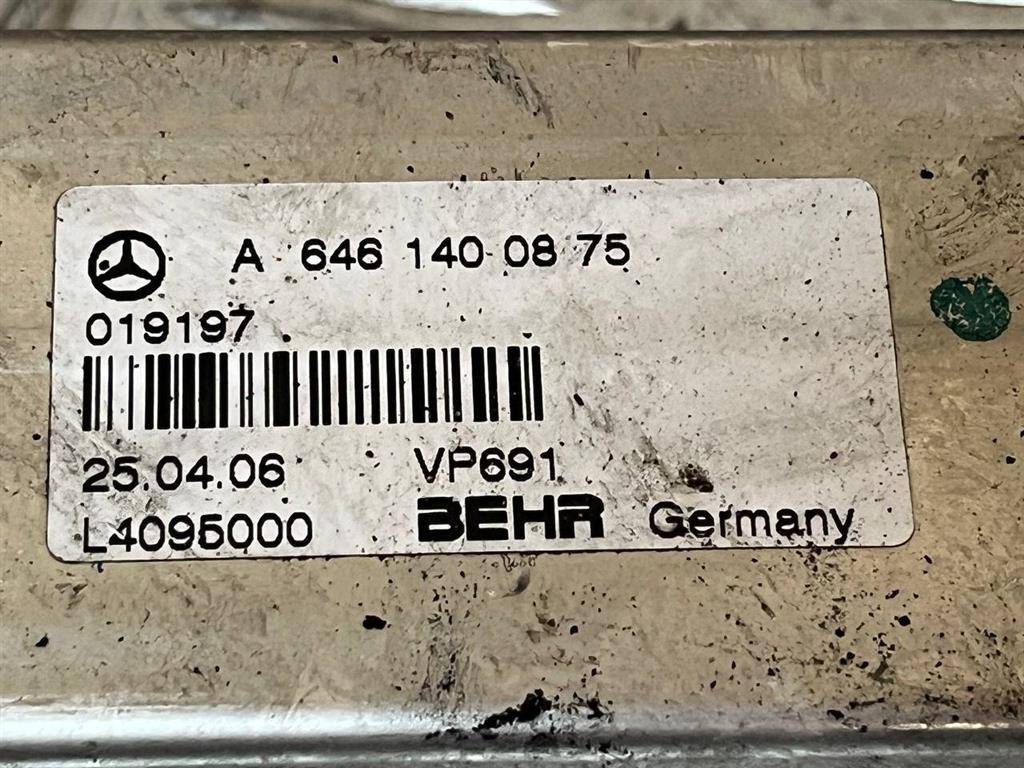 A 646 140 08 75
019197
25.04.06 VP691
L4095000 BEHR Germany